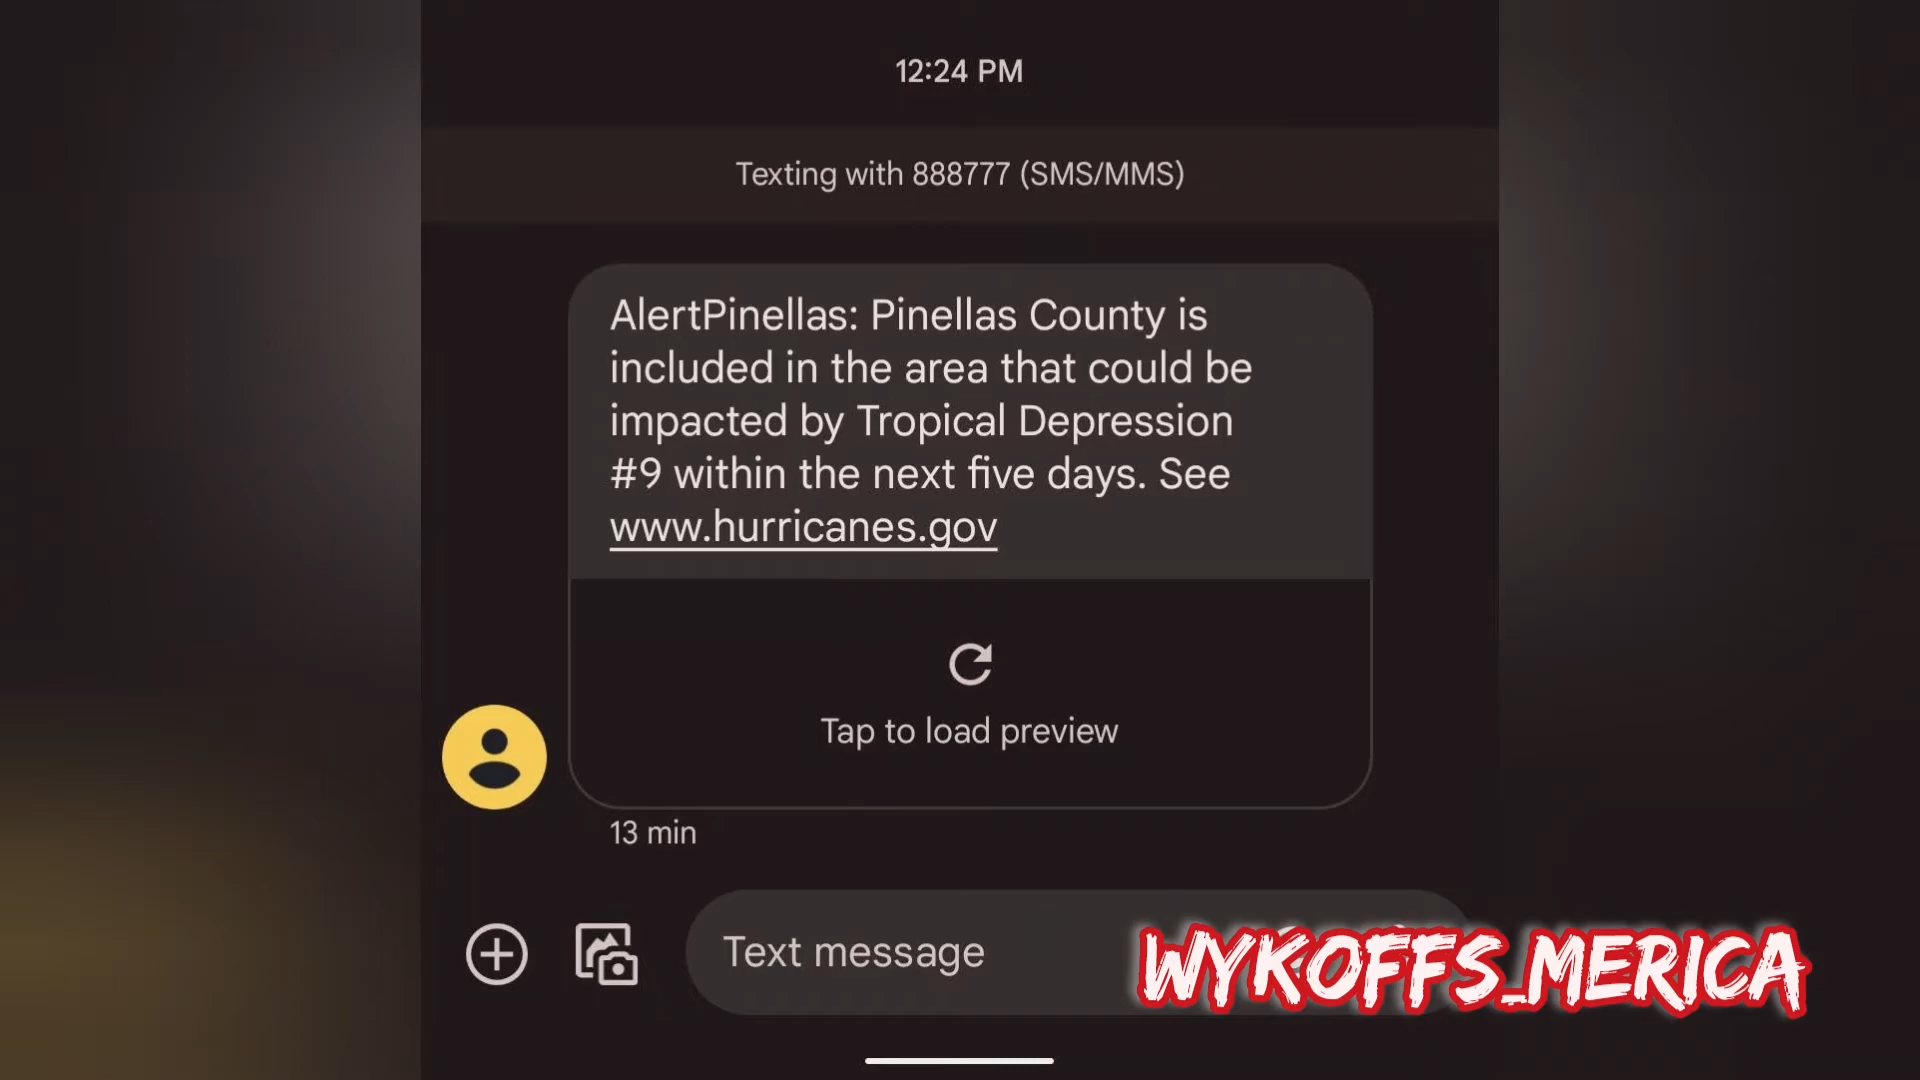 12:24 PM
Texting with 888777 (SMS/MMS)
AlertPinellas: Pinellas County is
included in the area that could be
impacted by Tropical Depression
#9 within the next five days. See
www.hurricanes.gov
Tap to load preview
13 min
Text message
WYKOFFS_MERICA